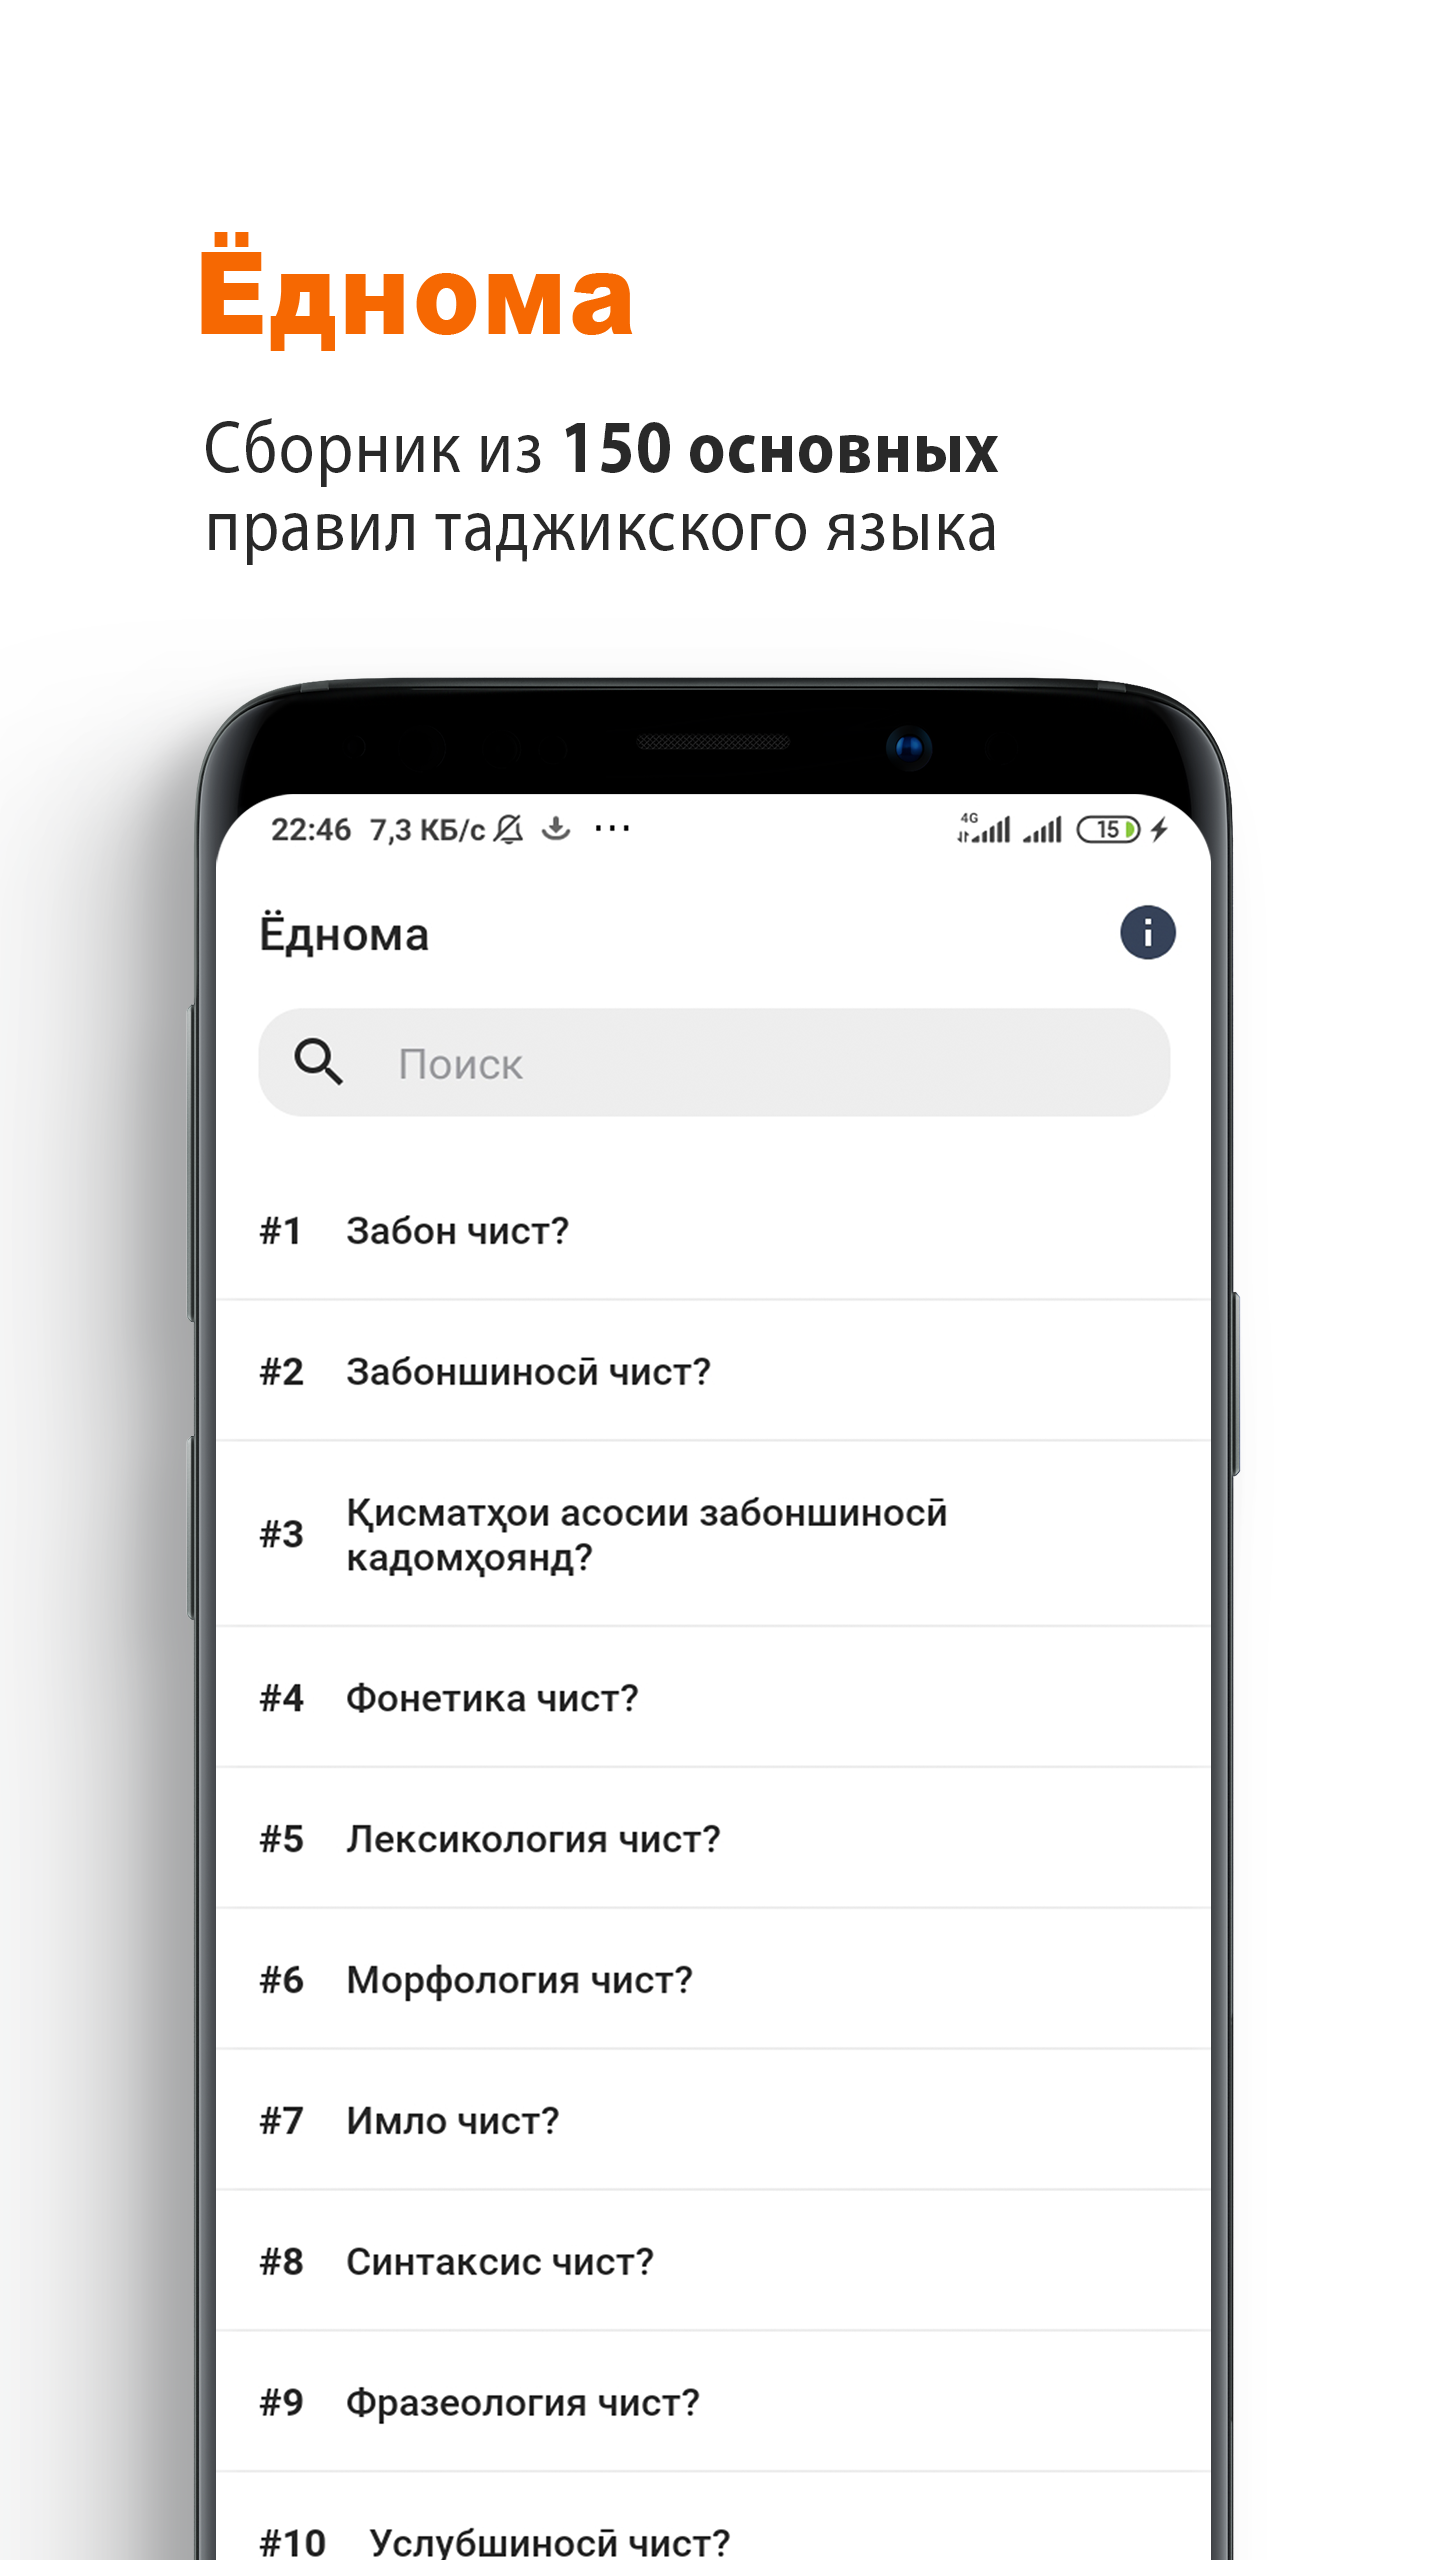 Ёднома
Сборник из 150 основных
правил таджикского языка
22:46 7,3 КБ/с ... 4G 15
Ёднома
Поиск
#1 Забон чист?
#2 Забоншиносӣ чист?
#3 Қисматҳои асосии забоншиносӣ
кадомҳоянд?
#4 Фонетика чист?
#5 Лексикология чист?
#6 Морфология чист?
#7 Имло чист?
#8 Синтаксис чист?
#9 Фразеология чист?
#10 Услубшиносӣ чист?